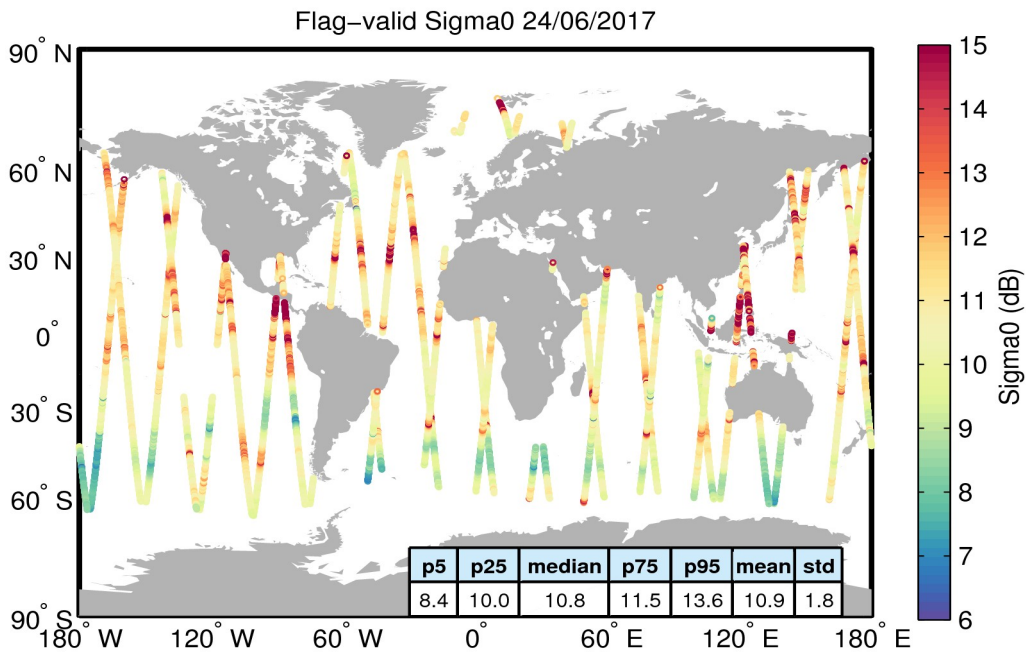 Flag–valid Sigma0 24/06/2017
90° N
60° N
30° N
0°
30° S
60° S
90° S
180° W
120° W
60° W
0°
60° E
120° E
180° E
p5 p25 median p75 p95 mean std
8.4 10.0 10.8 11.5 13.6 10.9 1.8
15
14
13
12
11
10
9
8
7
6
Sigma0 (dB)